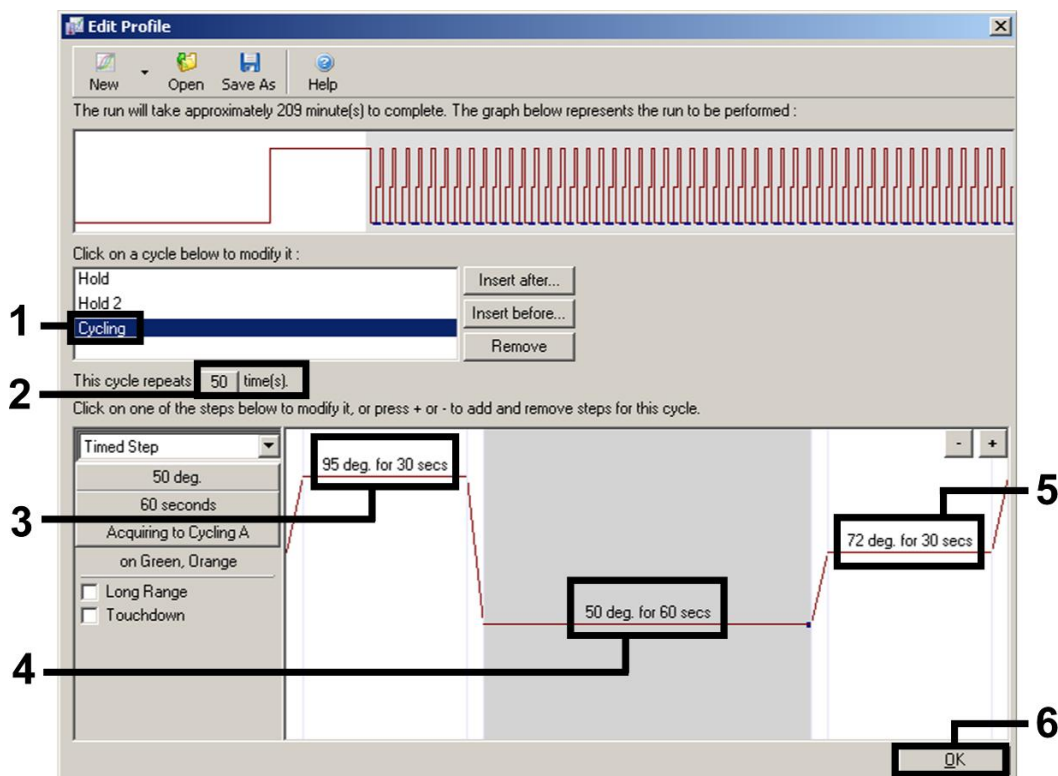 Edit Profile
New Open Save As Help
The run will take approximately 209 minute(s) to complete. The graph below represents the run to be performed :
Click on a cycle below to modify it :
Hold
Hold 2
Cycling
Insert after...
Insert before...
Remove
1
This cycle repeats 50 time(s).
2
Click on one of the steps below to modify it, or press + or - to add and remove steps for this cycle.
Timed Step
50 deg.
60 seconds
Acquiring to Cycling A
on Green, Orange
Long Range
Touchdown
95 deg. for 30 secs
3
50 deg. for 60 secs
4
- +
72 deg. for 30 secs
5
OK
6